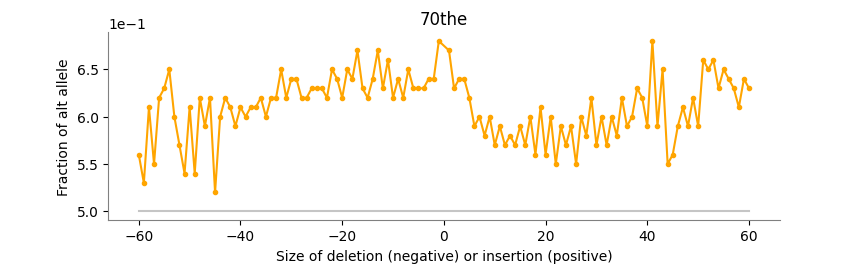 70the
1e−1
Fraction of alt allele
6.5
6.0
5.5
5.0
−60 −40 −20 0 20 40 60
Size of deletion (negative) or insertion (positive)